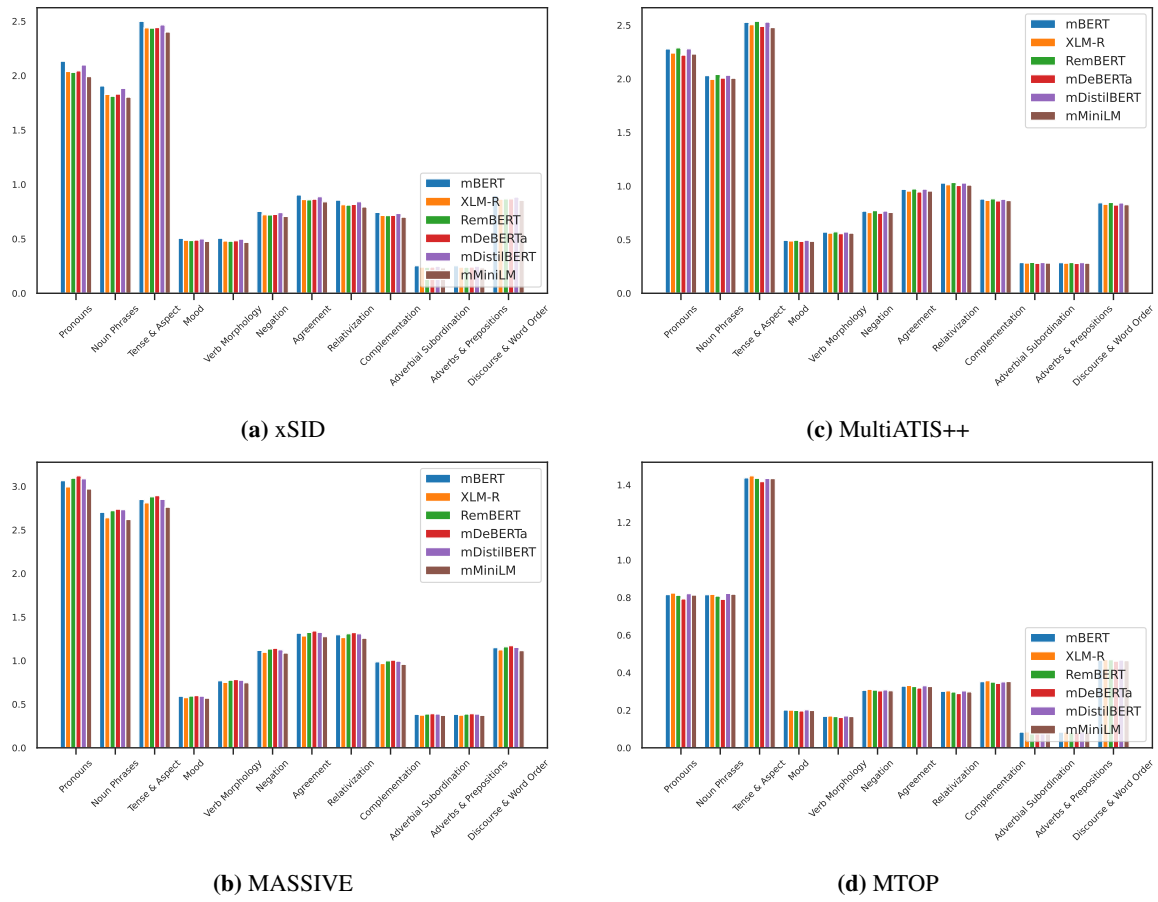 2.5
2.0
1.5
1.0
0.5
0.0
mBERT
XLM-R
RemBERT
mDeBERTa
mDistilBERT
mMiniLM
Pronouns
Noun Phrases
Tense & Aspect
Mood
Verb Morphology
Negation
Agreement
Relativization
Complementation
Adverbial Subordination
Adverbs & Prepositions
Discourse & Word Order
(a) xSID
2.5
2.0
1.5
1.0
0.5
0.0
mBERT
XLM-R
RemBERT
mDeBERTa
mDistilBERT
mMiniLM
Pronouns
Noun Phrases
Tense & Aspect
Mood
Verb Morphology
Negation
Agreement
Relativization
Complementation
Adverbial Subordination
Adverbs & Prepositions
Discourse & Word Order
(c) MultiATIS++
3.0
2.5
2.0
1.5
1.0
0.5
0.0
mBERT
XLM-R
RemBERT
mDeBERTa
mDistilBERT
mMiniLM
Pronouns
Noun Phrases
Tense & Aspect
Mood
Verb Morphology
Negation
Agreement
Relativization
Complementation
Adverbial Subordination
Adverbs & Prepositions
Discourse & Word Order
(b) MASSIVE
1.4
1.2
1.0
0.8
0.6
0.4
0.2
0.0
mBERT
XLM-R
RemBERT
mDeBERTa
mDistilBERT
mMiniLM
Pronouns
Noun Phrases
Tense & Aspect
Mood
Verb Morphology
Negation
Agreement
Relativization
Complementation
Adverbial Subordination
Adverbs & Prepositions
Discourse & Word Order
(d) MTOP